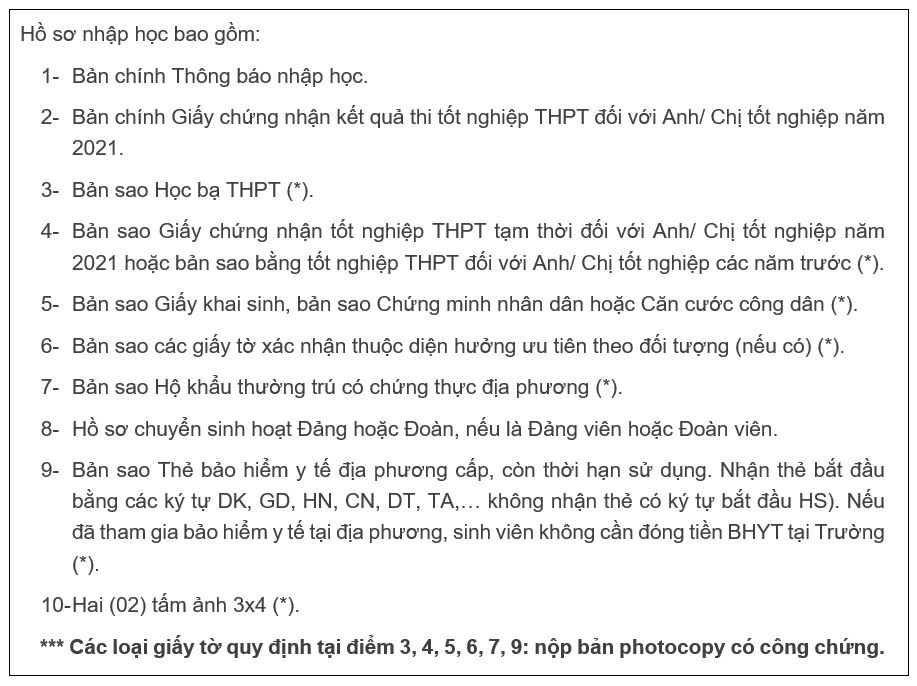 Hồ sơ nhập học bao gồm:
1- Bản chính Thông báo nhập học.
2- Bản chính Giấy chứng nhận kết quả thi tốt nghiệp THPT đối với Anh/ Chị tốt nghiệp năm
2021.
3- Bản sao Học bạ THPT (*).
4- Bản sao Giấy chứng nhận tốt nghiệp THPT tạm thời đối với Anh/ Chị tốt nghiệp năm
2021 hoặc bản sao bằng tốt nghiệp THPT đối với Anh/ Chị tốt nghiệp các năm trước (*).
5- Bản sao Giấy khai sinh, bản sao Chứng minh nhân dân hoặc Căn cước công dân (*).
6- Bản sao các giấy tờ xác nhận thuộc diện hưởng ưu tiên theo đối tượng (nếu có) (*).
7- Bản sao Hộ khẩu thường trú có chứng thực địa phương (*).
8- Hồ sơ chuyển sinh hoạt Đảng hoặc Đoàn, nếu là Đảng viên hoặc Đoàn viên.
9- Bản sao Thẻ bảo hiểm y tế địa phương cấp, còn thời hạn sử dụng. Nhận thẻ bắt đầu
bằng các ký tự DK, GD, HN, CN, DT, TA,… không nhận thẻ có ký tự bắt đầu HS). Nếu
đã tham gia bảo hiểm y tế tại địa phương, sinh viên không cần đóng tiền BHYT tại Trường
(*).
10-Hai (02) tấm ảnh 3x4 (*).
*** Các loại giấy tờ quy định tại điểm 3, 4, 5, 6, 7, 9: nộp bản photocopy có công chứng.